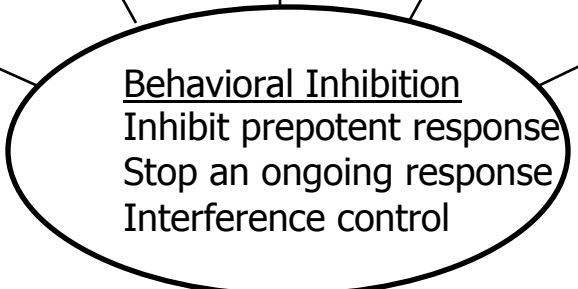 Behavioral Inhibition
Inhibit prepotent response
Stop an ongoing response
Interference control